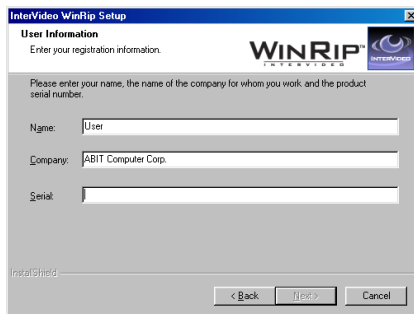 InterVideo WinRip Setup
User Information
Enter your registration information.
WINRIP™
INTERVIDEO
INTERVIDEO
Please enter your name, the name of the company for whom you work and the product
serial number.
Name:
User
Company:
ABIT Computer Corp.
Serial:
InstallShield
< Back
Next >
Cancel